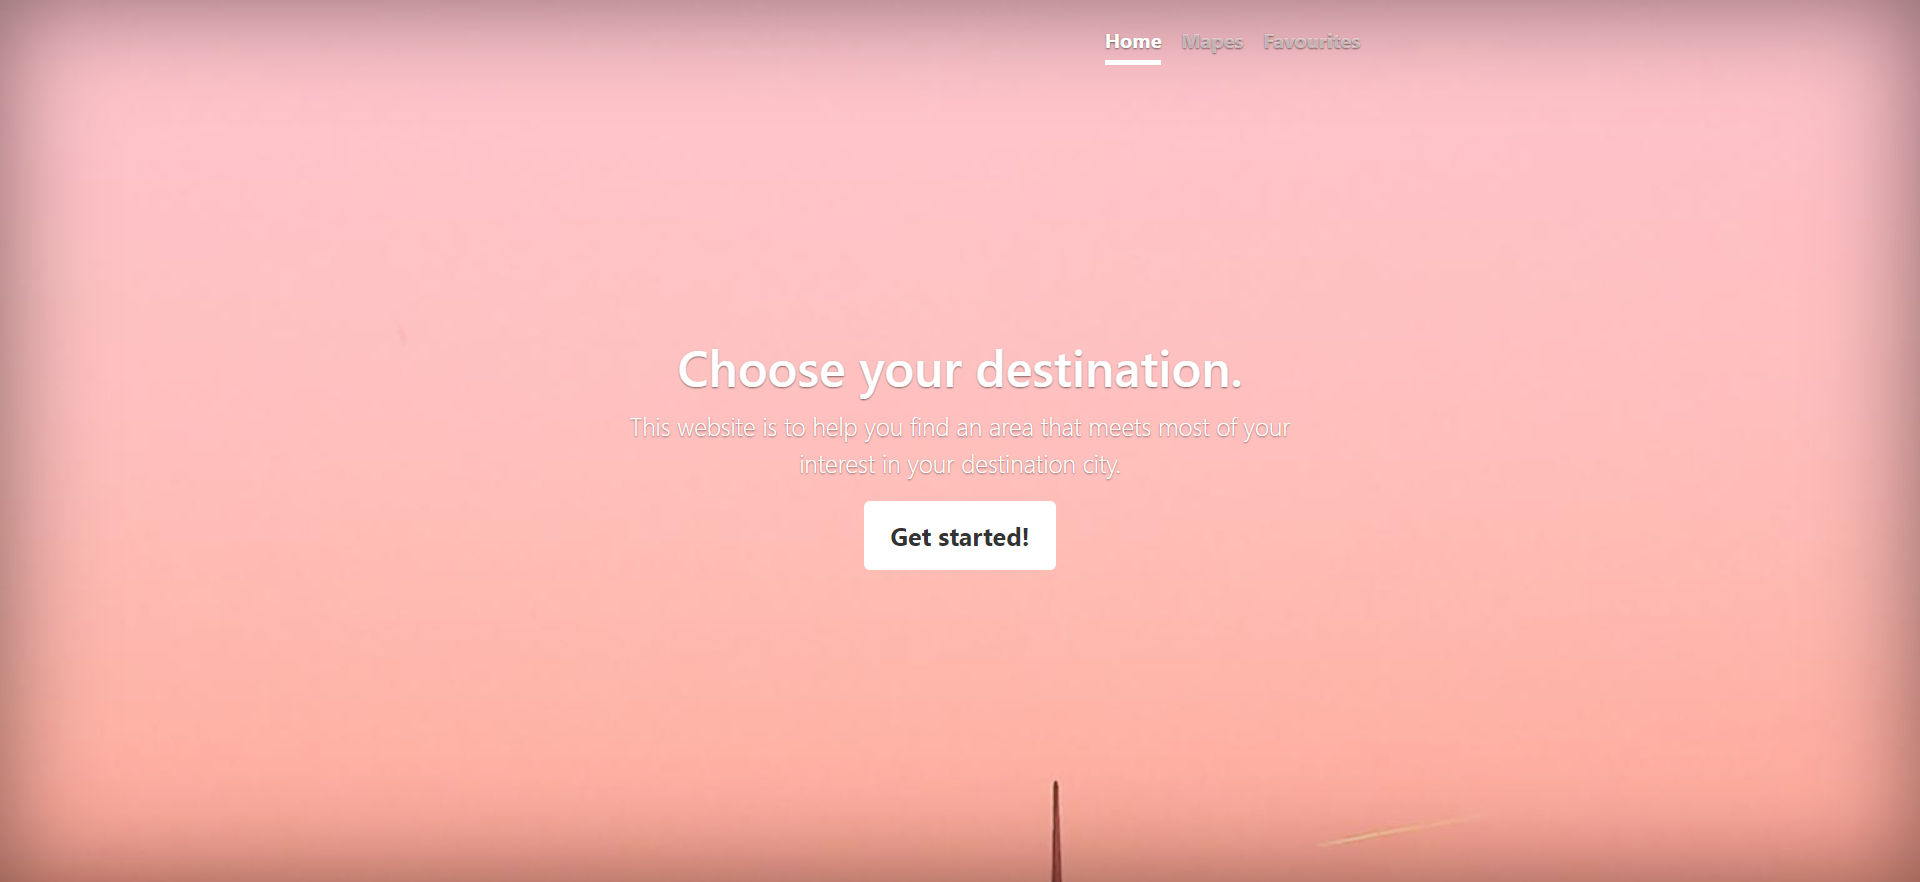 Home Mapes Favourites
Choose your destination.
This website is to help you find an area that meets most of your
interest in your destination city.
Get started!